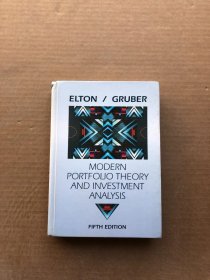 ELTON / GRUBER
MODERN
PORTFOLIO THEORY
AND INVESTMENT
ANALYSIS
FIFTH EDITION